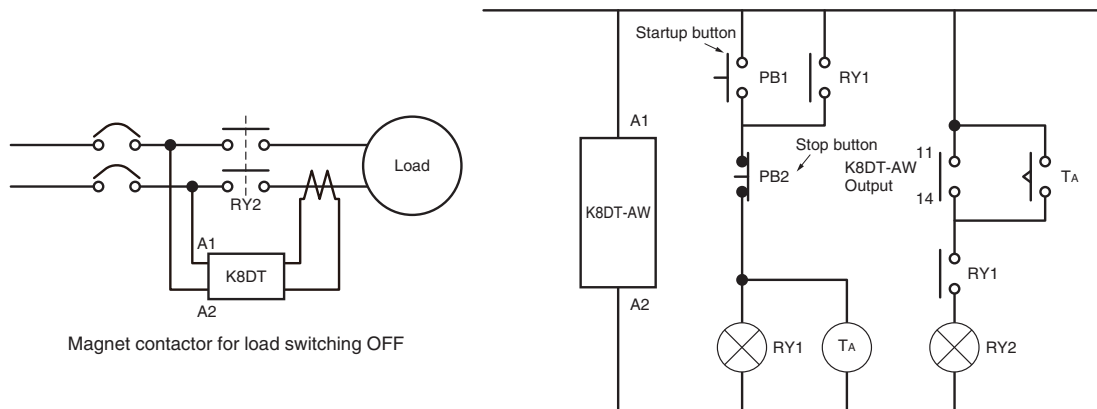 Load
RY2
A1
K8DT
A2
Magnet contactor for load switching OFF
Startup button
PB1
RY1
A1
Stop button
PB2
K8DT-AW
A2
RY1
TA
11
K8DT-AW
Output
14
TA
RY1
RY2